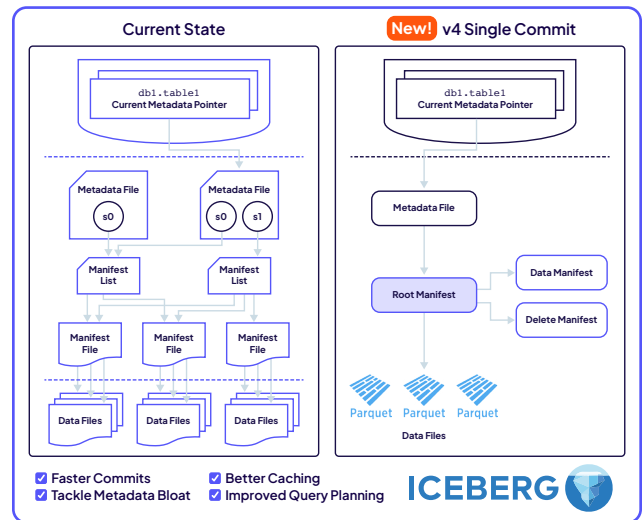 Current State
New! v4 Single Commit
db1.table1
Current Metadata Pointer
Metadata File
s0
Metadata File
s0 s1
Manifest
List
Manifest
List
Manifest
File
Manifest
File
Manifest
File
Data Files
Data Files
Data Files
db1.table1
Current Metadata Pointer
Metadata File
Root Manifest
Data Manifest
Delete Manifest
Parquet
Parquet
Parquet
Data Files
Faster Commits
Better Caching
Tackle Metadata Bloat
Improved Query Planning
ICEBERG